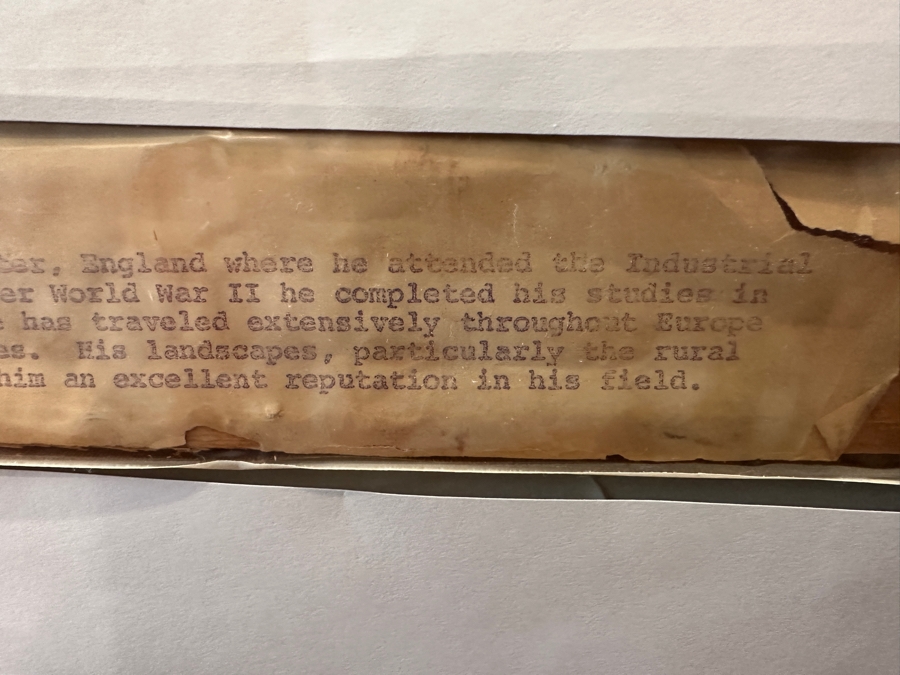 ter, England where he attended the Industrial
er World War II he completed his studies in
e has traveled extensively throughout Europe
es.  His landscapes, particularly the rural
him an excellent reputation in his field.